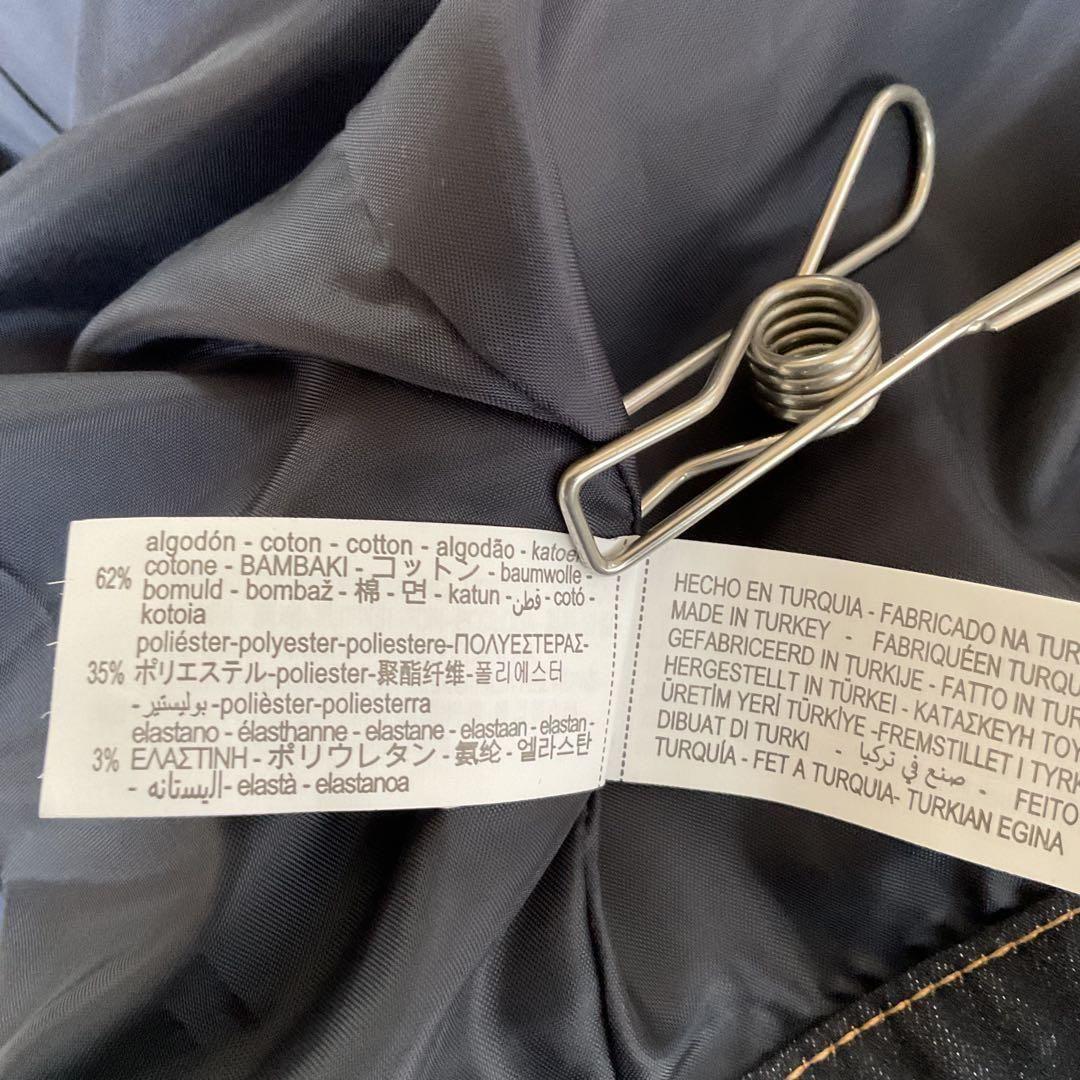 algodón - coton - cotton - algodão - katoen
62% cotone - BAMBAKI - コットン - baumwolle -
bomuld - bombaž - 棉 - 면 - katun - قطن - cotó -
kotoia
poliéster-polyester-poliestere-ΠΟΛΥΕΣΤΕΡΑΣ-
35% ポリエステル-poliester-聚酯纤维-폴리에스터
- بوليستير -polièster-poliesterra
elastano - élasthanne - elastane - elastaan - elastan -
3% ΕΛΑΣΤΙΝΗ - ポリウレタン - 氨纶 - 엘라스탄
- اليستانه - elastà - elastanoa
HECHO EN TURQUIA - FABRICADO NA TUR
MADE IN TURKEY - FABRIQUÉEN TURQU
GEFABRICEERD IN TURKIJE - FATTO IN TUR
HERGESTELLT IN TÜRKEI - ΚΑΤΑΣΚΕΥΗ ΤΟΥ
ÜRETİM YERİ TÜRKİYE -FREMSTILLET I TYRK
DIBUAT DI TURKI - صنع في تركيا - FEITO
TURQUÍA - FET A TURQUIA- TURKIAN EGINA